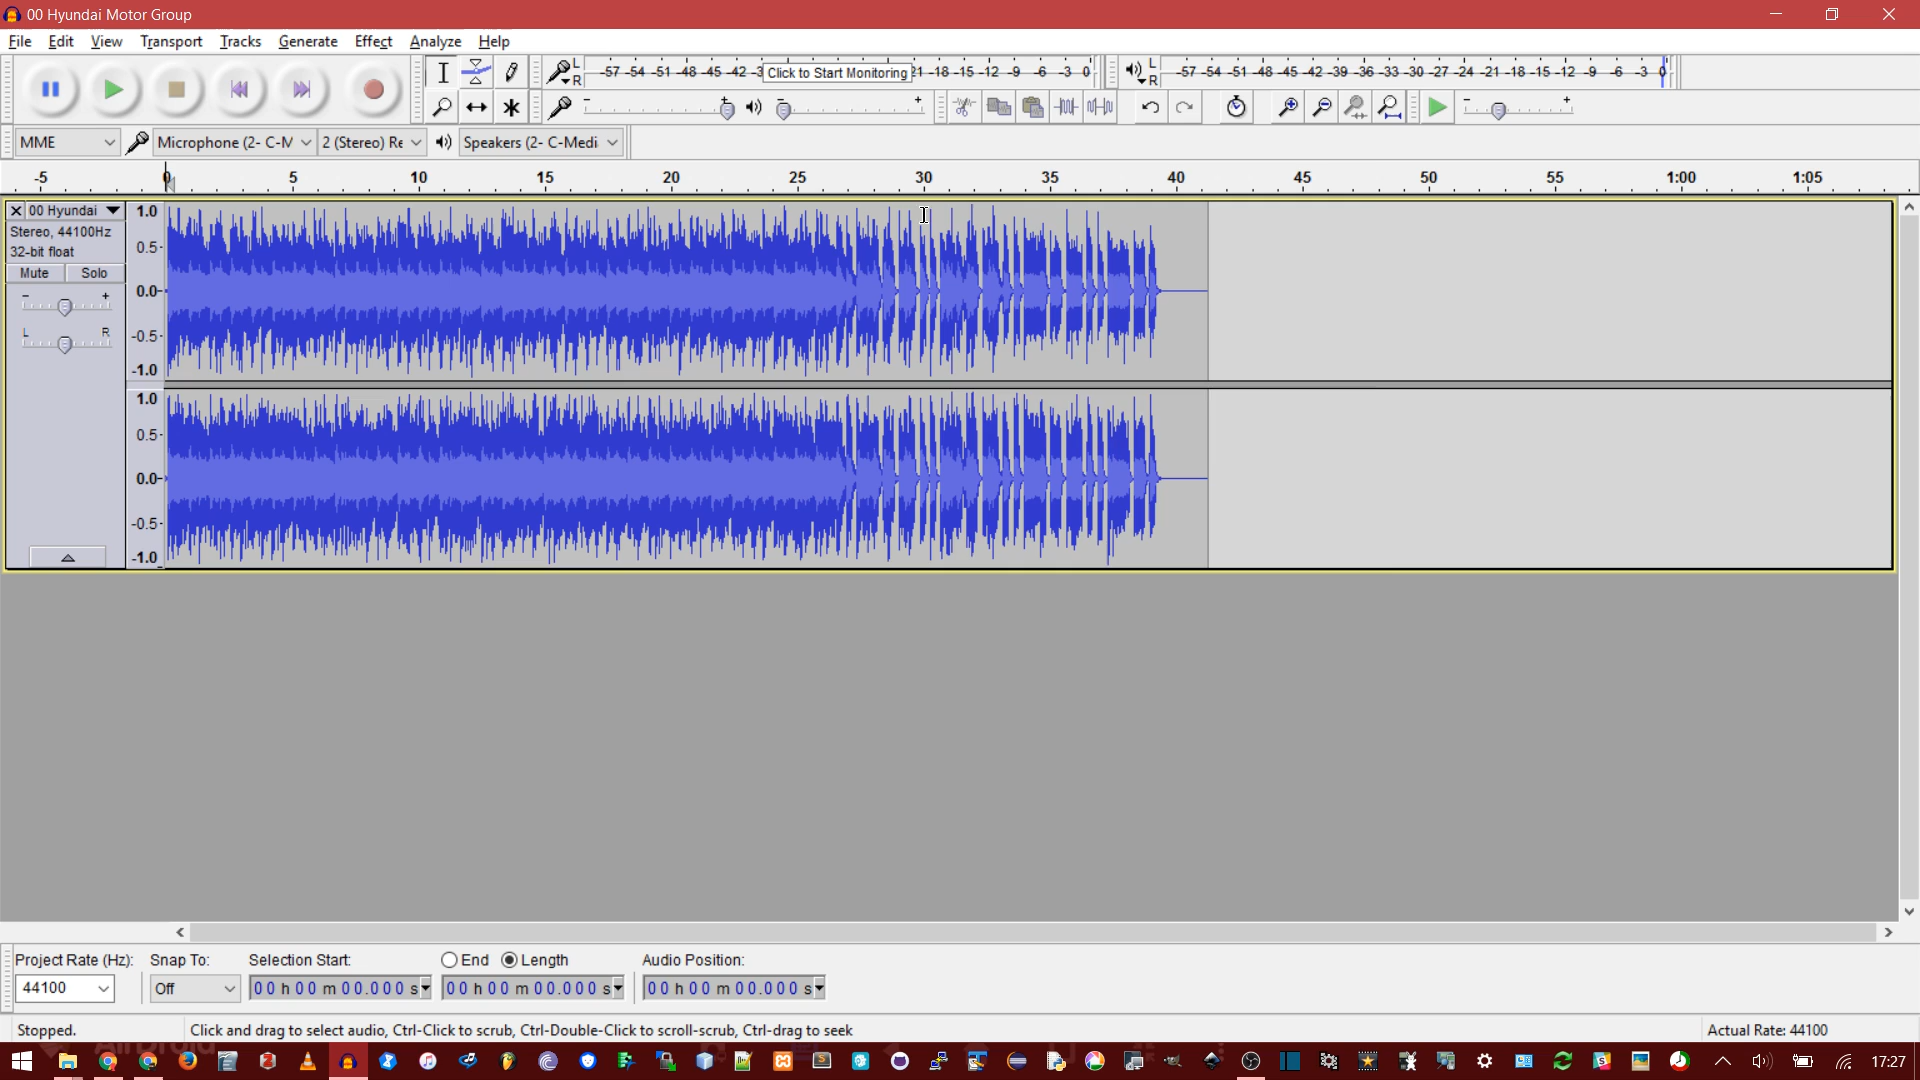 00 Hyundai Motor Group
File Edit View Transport Tracks Generate Effect Analyze Help
L
R
-57 -54 -51 -48 -45 -42 -3 Click to Start Monitoring 21 -18 -15 -12 -9 -6 -3 0
L
R
-57 -54 -51 -48 -45 -42 -39 -36 -33 -30 -27 -24 -21 -18 -15 -12 -9 -6 -3 0
MME Microphone (2- C-M 2 (Stereo) Re Speakers (2- C-Medi
-5 0 5 10 15 20 25 30 35 40 45 50 55 1:00 1:05
00 Hyundai
Stereo, 44100Hz
32-bit float
Mute Solo
- +
L R
1.0
0.5-
0.0-
-0.5-
-1.0
1.0
0.5-
0.0-
-0.5-
-1.0
Project Rate (Hz): Snap To: Selection Start: End Length Audio Position:
44100 Off 00 h 00 m 00.000 s 00 h 00 m 00.000 s 00 h 00 m 00.000 s
Stopped. Click and drag to select audio, Ctrl-Click to scrub, Ctrl-Double-Click to scroll-scrub, Ctrl-drag to seek Actual Rate: 44100
17:27